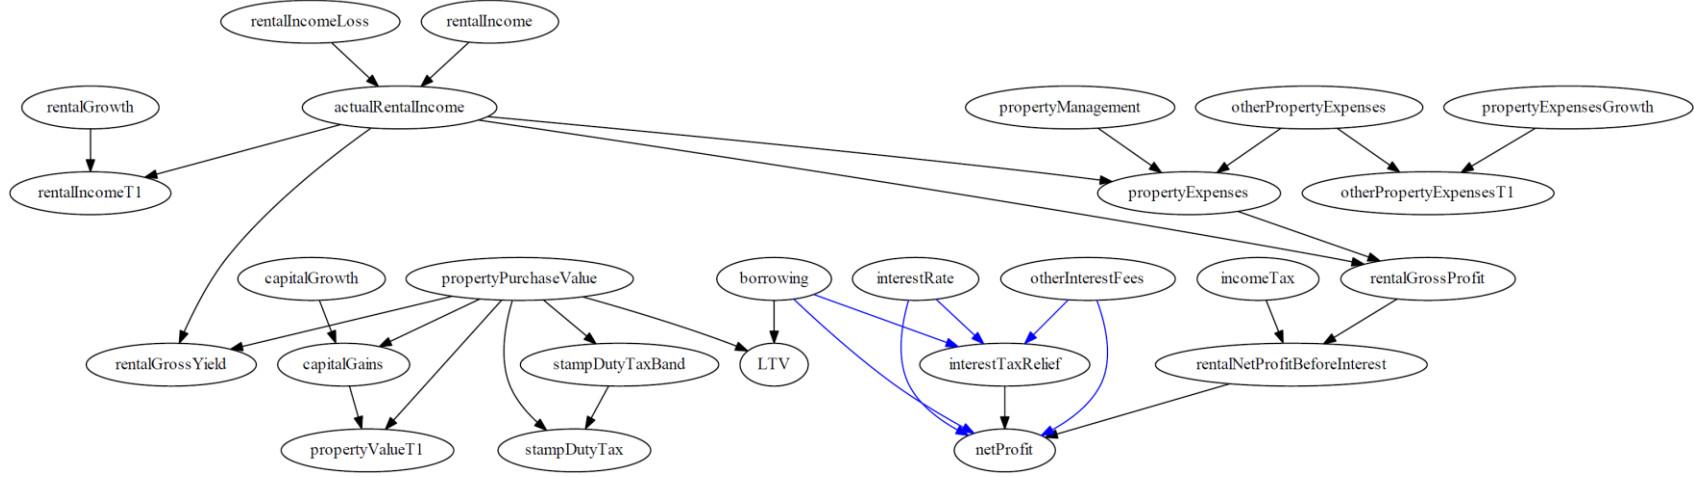 rentalIncomeLoss
rentalIncome
rentalGrowth
actualRentalIncome
propertyManagement
otherPropertyExpenses
propertyExpensesGrowth
rentalIncomeT1
propertyExpenses
otherPropertyExpensesT1
capitalGrowth
propertyPurchaseValue
borrowing
interestRate
otherInterestFees
incomeTax
rentalGrossProfit
rentalGrossYield
capitalGains
stampDutyTaxBand
LTV
interestTaxRelief
rentalNetProfitBeforeInterest
propertyValueT1
stampDutyTax
netProfit